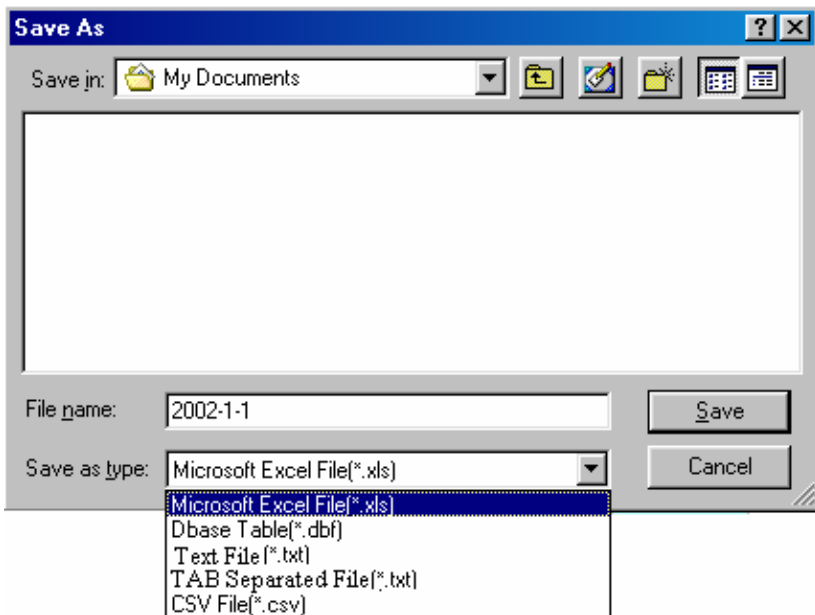 Save As
Save in: My Documents
File name: 2002-1-1 Save
Save as type: Microsoft Excel File(*.xls) Cancel
Microsoft Excel File(*.xls)
Dbase Table(*.dbf)
Text File(*.txt)
TAB Separated File(*.txt)
CSV File(*.csv)